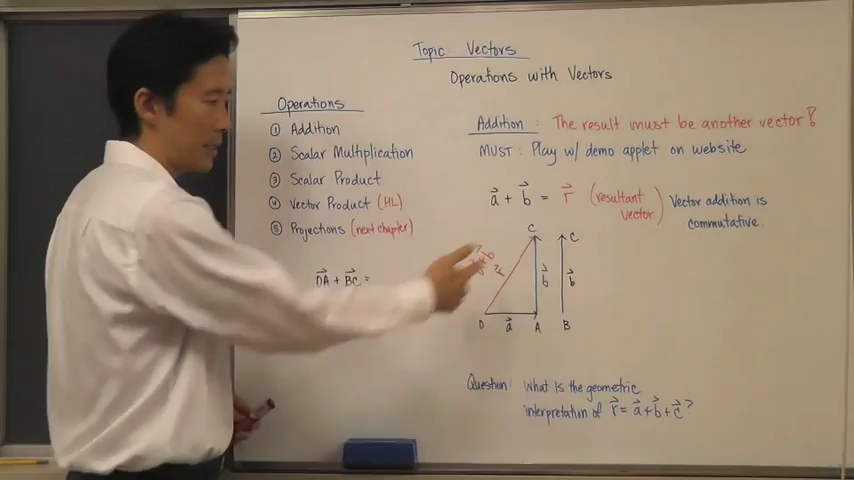 Topic: Vectors
Operations with Vectors
Operations
① Addition
② Scalar Multiplication
③ Scalar Product
④ Vector Product (HL)
⑤ Projections (next chapter)
DA + BC =
Addition: The result must be another vector!
MUST: Play w/ demo applet on website
a + b = r (resultant vector)
Vector addition is
commutative.
C C
b b
D a A B
Question: what is the geometric
interpretation of r = a+b+c?